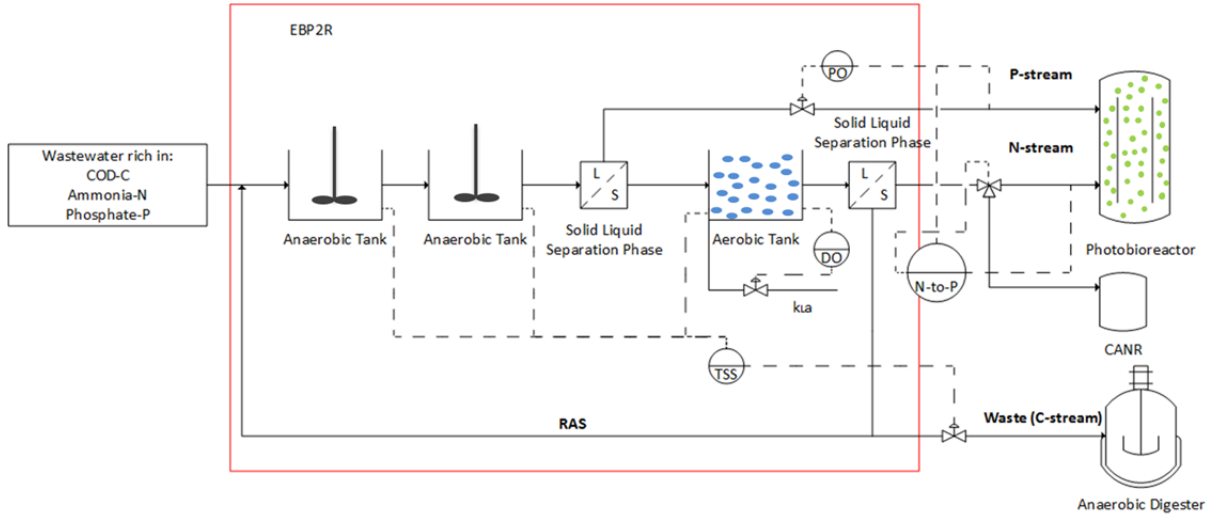 EBP2R
Wastewater rich in:
COD-C
Ammonia-N
Phosphate-P
Anaerobic Tank
Anaerobic Tank
L
S
Solid Liquid
Separation Phase
PO
Solid Liquid
Separation Phase
Aerobic Tank
L
S
DO
kLa
TSS
RAS
P-stream
N-stream
N-to-P
Photobioreactor
CANR
Waste (C-stream)
Anaerobic Digester